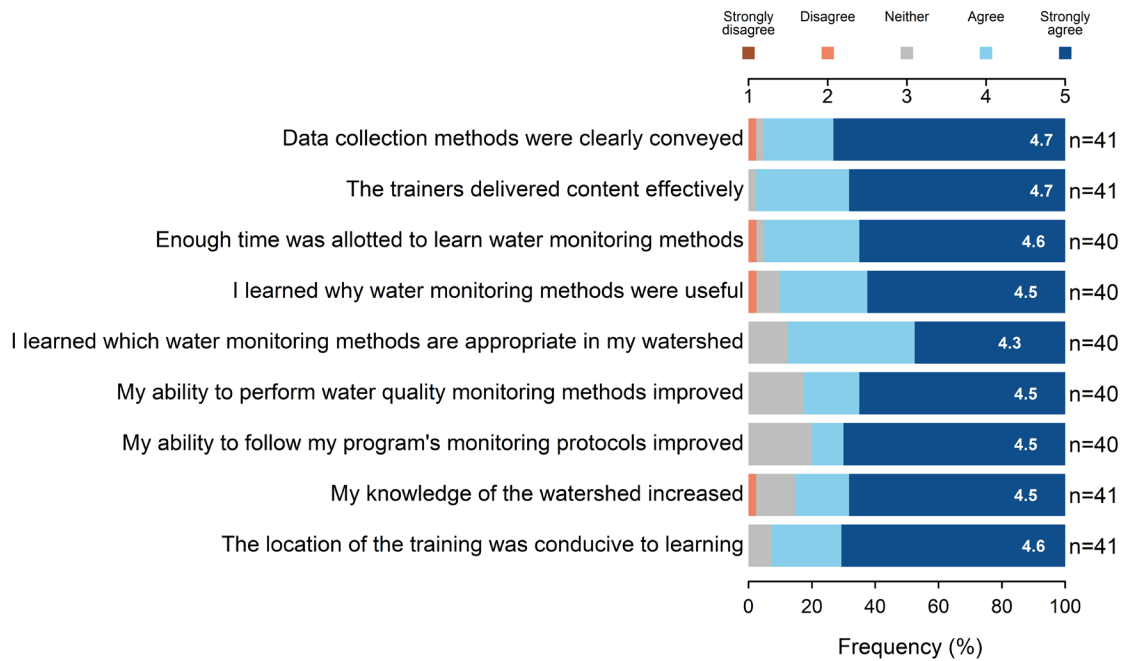 Strongly disagree Disagree Neither Agree Strongly agree
1 2 3 4 5
Data collection methods were clearly conveyed 4.7 n=41
The trainers delivered content effectively 4.7 n=41
Enough time was allotted to learn water monitoring methods 4.6 n=40
I learned why water monitoring methods were useful 4.5 n=40
I learned which water monitoring methods are appropriate in my watershed 4.3 n=40
My ability to perform water quality monitoring methods improved 4.5 n=40
My ability to follow my program's monitoring protocols improved 4.5 n=40
My knowledge of the watershed increased 4.5 n=41
The location of the training was conducive to learning 4.6 n=41
0 20 40 60 80 100
Frequency (%)